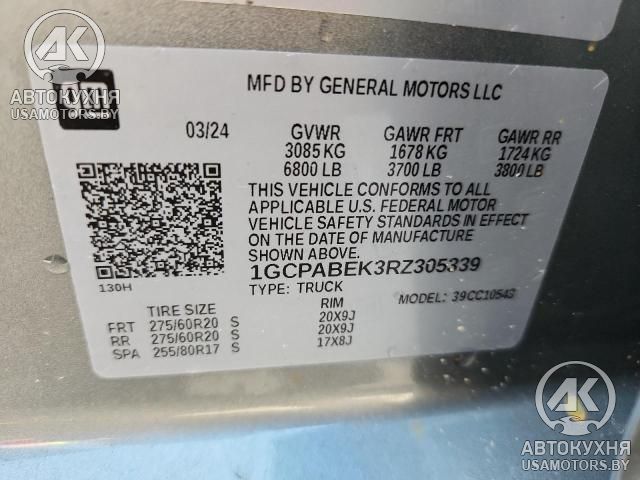 АВТОКУХНЯ
USAMOTORS.BY
gm
MFD BY GENERAL MOTORS LLC
03/24 GVWR GAWR FRT GAWR RR
3085 KG 1678 KG 1724 KG
6800 LB 3700 LB 3800 LB
THIS VEHICLE CONFORMS TO ALL
APPLICABLE U.S. FEDERAL MOTOR
VEHICLE SAFETY STANDARDS IN EFFECT
ON THE DATE OF MANUFACTURE
SHOWN ABOVE.
1GCPABEK3RZ305339
TYPE: TRUCK MODEL: 39CC10543
130H
TIRE SIZE RIM
FRT 275/60R20 S 20X9J
RR 275/60R20 S 20X9J
SPA 255/80R17 S 17X8J
АК
АВТОКУХНЯ
USAMOTORS.BY